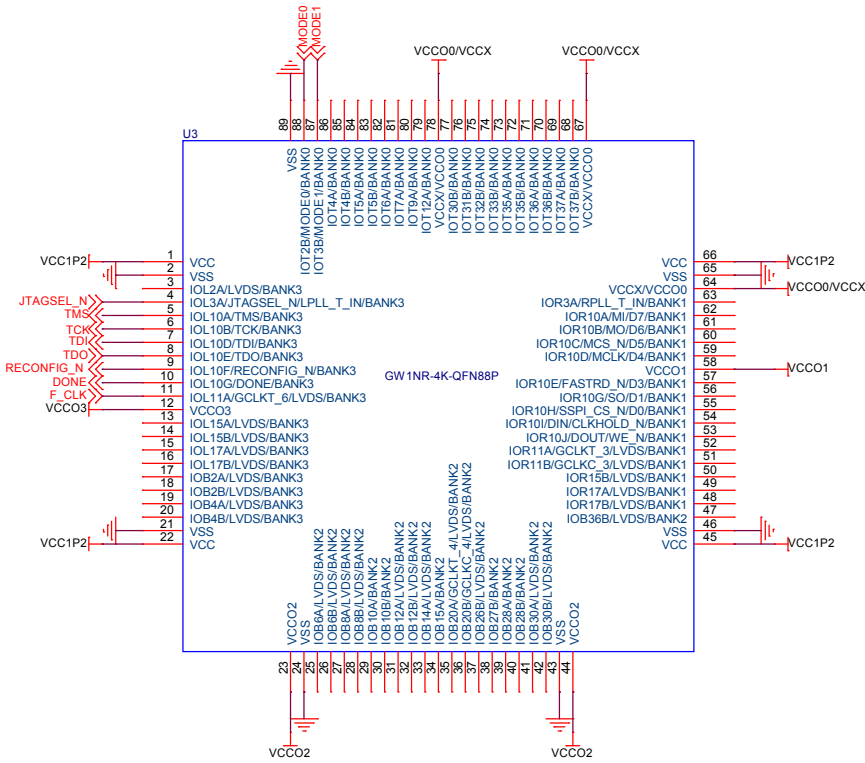 MODE0
MODE1
VCCO0/VCCX
VCCO0/VCCX
89
88
87
86
85
84
83
82
81
80
79
78
77
76
75
74
73
72
71
70
69
68
67
U3
VSS
IOT2B/MODE0/BANK0
IOT3B/MODE1/BANK0
IOT4A/BANK0
IOT4B/BANK0
IOT5A/BANK0
IOT5B/BANK0
IOT6A/BANK0
IOT7A/BANK0
IOT9A/BANK0
IOT12A/BANK0
VCCX/VCCO0
IOT30B/BANK0
IOT31B/BANK0
IOT32B/BANK0
IOT33B/BANK0
IOT35A/BANK0
IOT35B/BANK0
IOT36A/BANK0
IOT36B/BANK0
IOT37A/BANK0
IOT37B/BANK0
VCCX/VCCO0
VCC1P2 1 VCC
2 VSS
3 IOL2A/LVDS/BANK3
JTAGSEL_N 4 IOL3A/JTAGSEL_N/LPLL_T_IN/BANK3
TMS 5 IOL10A/TMS/BANK3
TCK 6 IOL10B/TCK/BANK3
TDI 7 IOL10D/TDI/BANK3
TDO 8 IOL10E/TDO/BANK3
RECONFIG_N 9 IOL10F/RECONFIG_N/BANK3
DONE 10 IOL10G/DONE/BANK3
F_CLK 11 IOL11A/GCLKT_6/LVDS/BANK3
VCCO3 12 VCCO3
13 IOL15A/LVDS/BANK3
14 IOL15B/LVDS/BANK3
15 IOL17A/LVDS/BANK3
16 IOL17B/LVDS/BANK3
17 IOB2A/LVDS/BANK3
18 IOB2B/LVDS/BANK3
19 IOB4A/LVDS/BANK3
20 IOB4B/LVDS/BANK3
21 VSS
VCC1P2 22 VCC
GW1NR-4K-QFN88P
VCC 66 VCC1P2
VSS 65
VCCX/VCCO0 64 VCCO0/VCCX
IOR3A/RPLL_T_IN/BANK1 63
IOR10A/MI/D7/BANK1 62
IOR10B/MO/D6/BANK1 61
IOR10C/MCS_N/D5/BANK1 60
IOR10D/MCLK/D4/BANK1 59
VCCO1 58 VCCO1
IOR10E/FASTRD_N/D3/BANK1 57
IOR10G/SO/D1/BANK1 56
IOR10H/SSPI_CS_N/D0/BANK1 55
IOR10I/DIN/CLKHOLD_N/BANK1 54
IOR10J/DOUT/WE_N/BANK1 53
IOR11A/GCLKT_3/LVDS/BANK1 52
IOR11B/GCLKC_3/LVDS/BANK1 51
IOR15B/LVDS/BANK1 50
IOR17A/LVDS/BANK1 49
IOR17B/LVDS/BANK1 48
IOB36B/LVDS/BANK2 47
VSS 46
VCC 45 VCC1P2
VCCO2
VSS
IOB6A/LVDS/BANK2
IOB6B/LVDS/BANK2
IOB8A/LVDS/BANK2
IOB8B/LVDS/BANK2
IOB10A/BANK2
IOB10B/BANK2
IOB12A/LVDS/BANK2
IOB12B/LVDS/BANK2
IOB14A/LVDS/BANK2
IOB15A/BANK2
IOB20A/GCLKT_4/LVDS/BANK2
IOB20B/GCLKC_4/LVDS/BANK2
IOB26B/LVDS/BANK2
IOB27B/BANK2
IOB28A/BANK2
IOB28B/BANK2
IOB30A/LVDS/BANK2
IOB30B/LVDS/BANK2
VSS
VCCO2
23
24
25
26
27
28
29
30
31
32
33
34
35
36
37
38
39
40
41
42
43
44
VCCO2
VCCO2